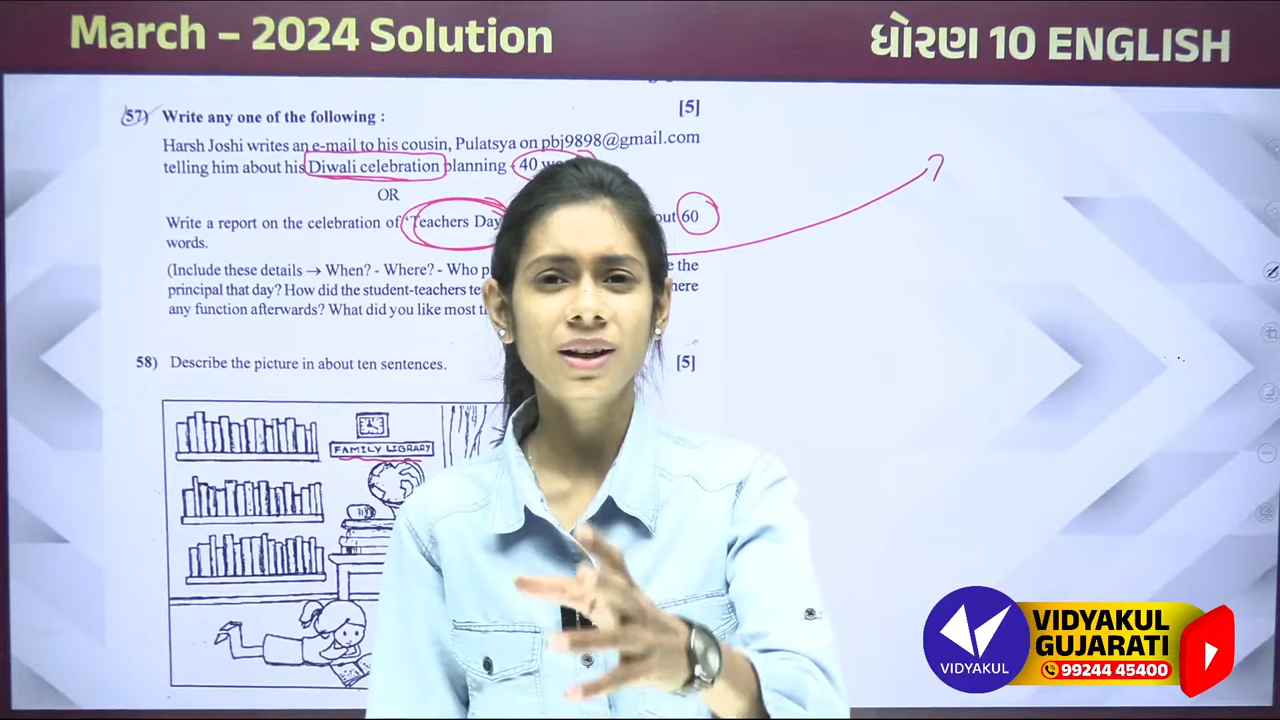 March – 2024 Solution
ધોરણ 10 ENGLISH
57) Write any one of the following : [5]
Harsh Joshi writes an e-mail to his cousin, Pulatsya on pbj9898@gmail.com
telling him about his Diwali celebration planning - 40
OR
Write a report on the celebration of 'Teachers Day 60
words.
(Include these details → When? - Where? - Who the
principal that day? How did the student-teachers
any function afterwards? What did you like most
58) Describe the picture in about ten sentences. [5]
FAMILY LIBRARY
VIDYAKUL
VIDYAKUL
GUJARATI
99244 45400